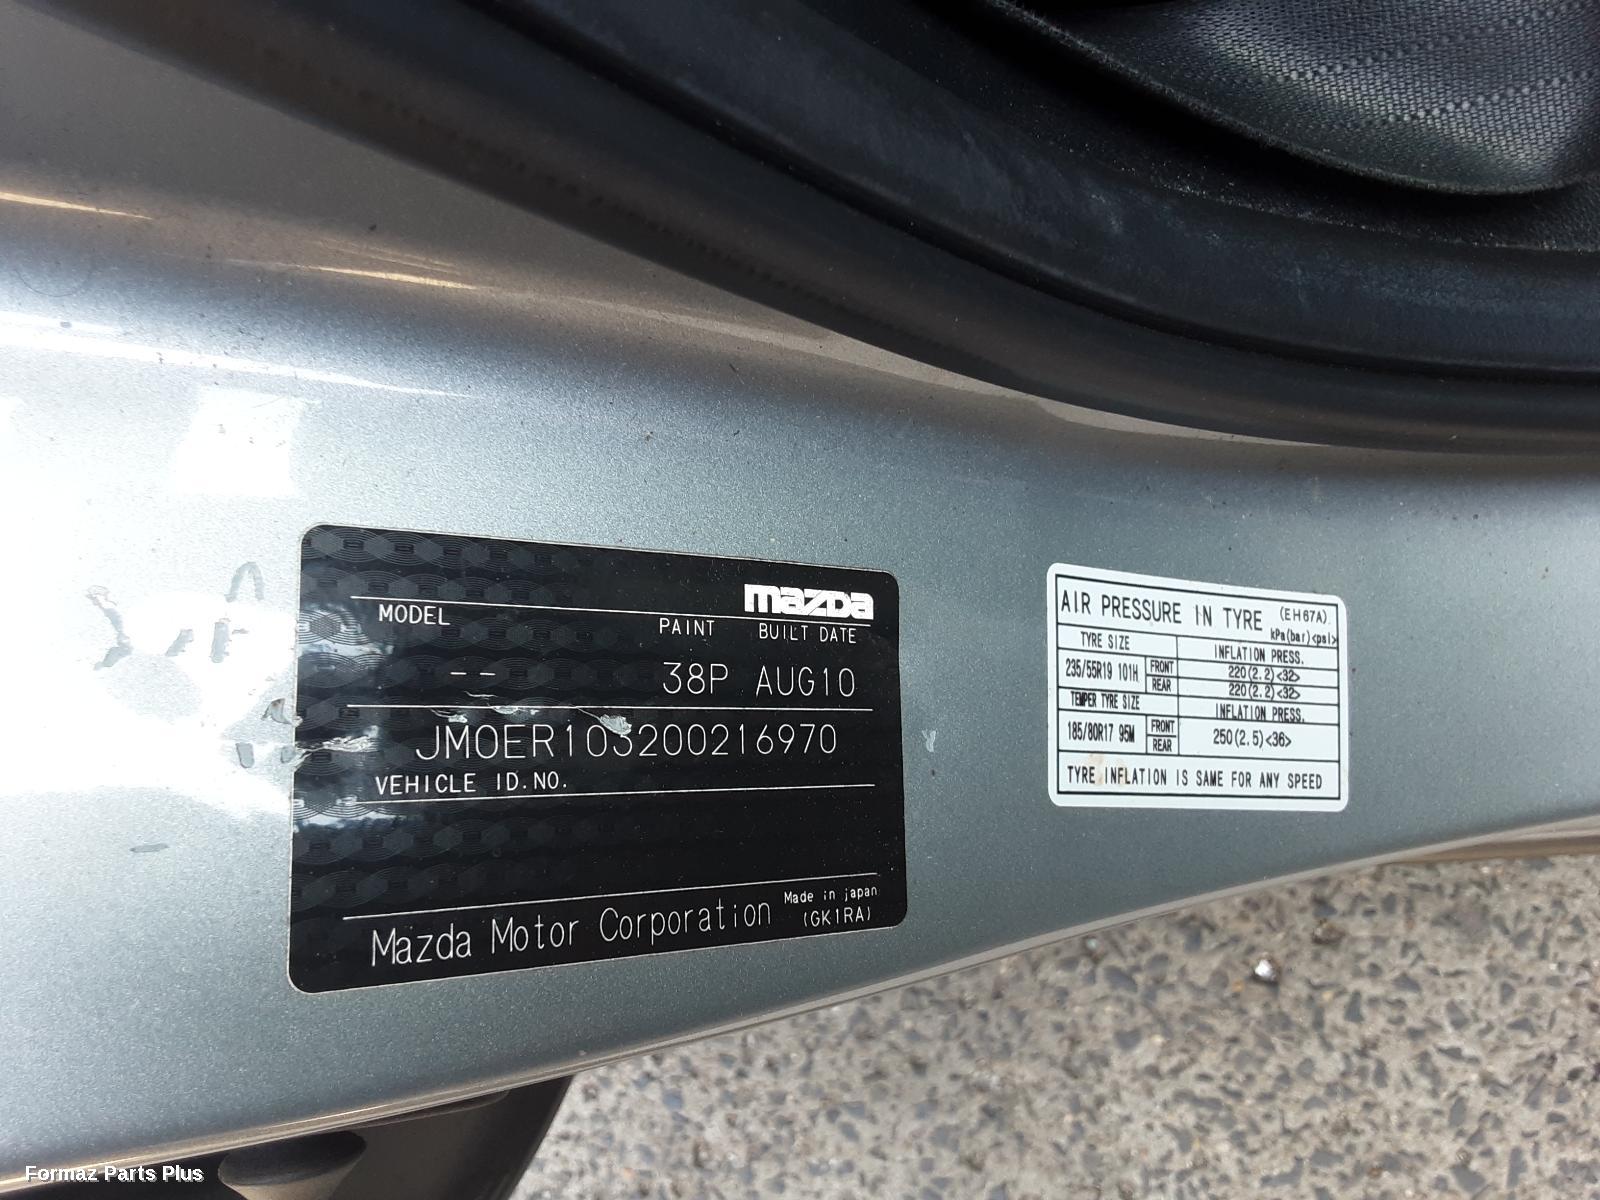 mazda
MODEL PAINT BUILT DATE
-- 38P AUG10
JM0ER103200216970
VEHICLE ID.NO.
Mazda Motor Corporation
Made in japan
(GK1RA)
AIR PRESSURE IN TYRE (EH67A)
kPa(bar)<psi>
TYRE SIZE INFLATION PRESS.
235/55R19 101H FRONT 220(2.2)<32>
REAR 220(2.2)<32>
TEMPER TYRE SIZE INFLATION PRESS.
185/80R17 95M FRONT REAR 250(2.5)<36>
TYRE INFLATION IS SAME FOR ANY SPEED
Formaz Parts Plus